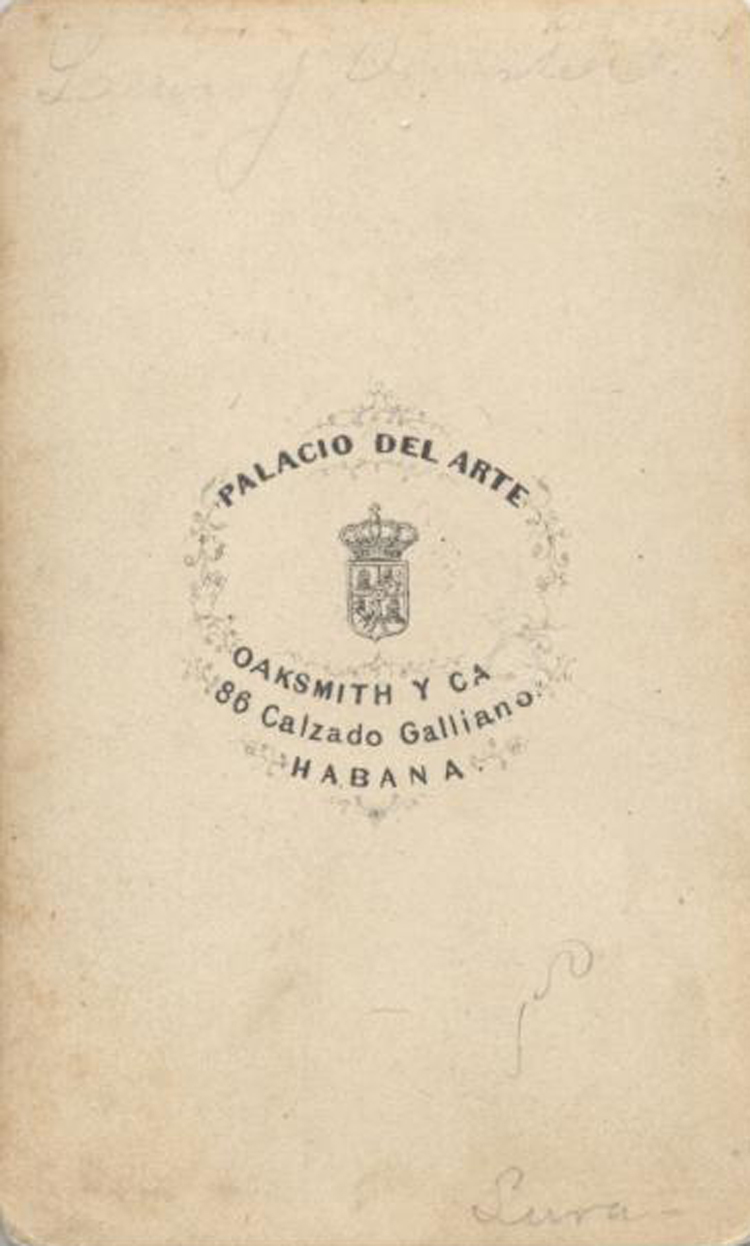 PALACIO DEL ARTE
OAKSMITH Y CA
86 Calzado Galliano.
HABANA.